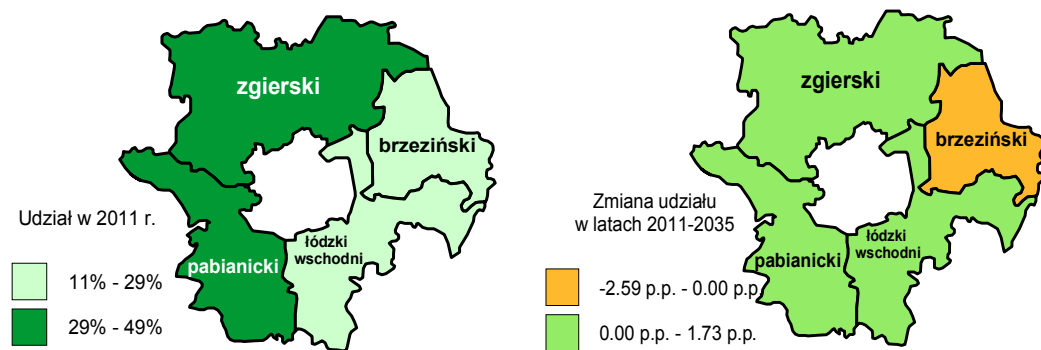 zgierski
brzeziński
Udział w 2011 r.
łódzki
wschodni
pabianicki
11% - 29%
29% - 49%
zgierski
brzeziński
Zmiana udziału
w latach 2011-2035
łódzki
wschodni
pabianicki
-2.59 p.p. - 0.00 p.p.
0.00 p.p. - 1.73 p.p.